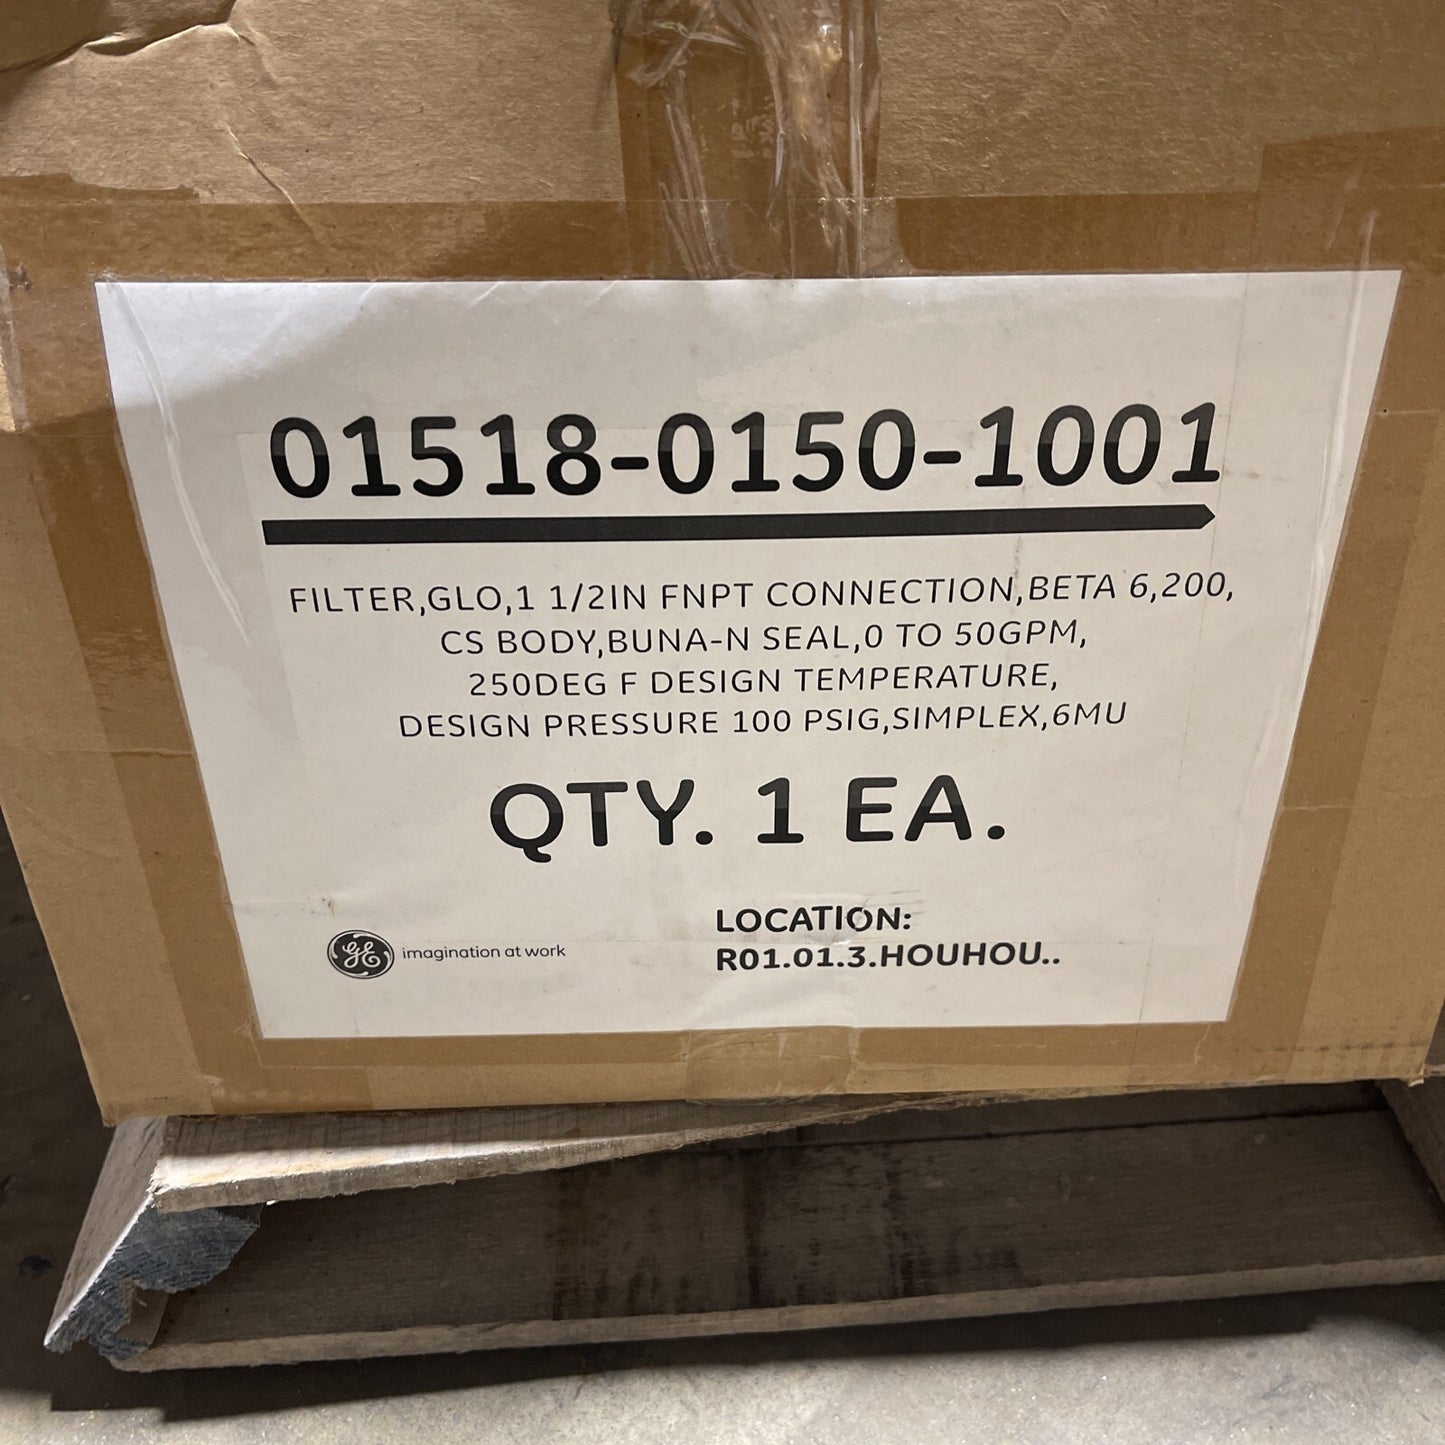 01518-0150-1001
FILTER,GLO,1 1/2IN FNPT CONNECTION,BETA 6,200,
CS BODY,BUNA-N SEAL,0 TO 50GPM,
250DEG F DESIGN TEMPERATURE,
DESIGN PRESSURE 100 PSIG,SIMPLEX,6MU
QTY. 1 EA.
GE imagination at work
LOCATION:
R01.01.3.HOUHOU..